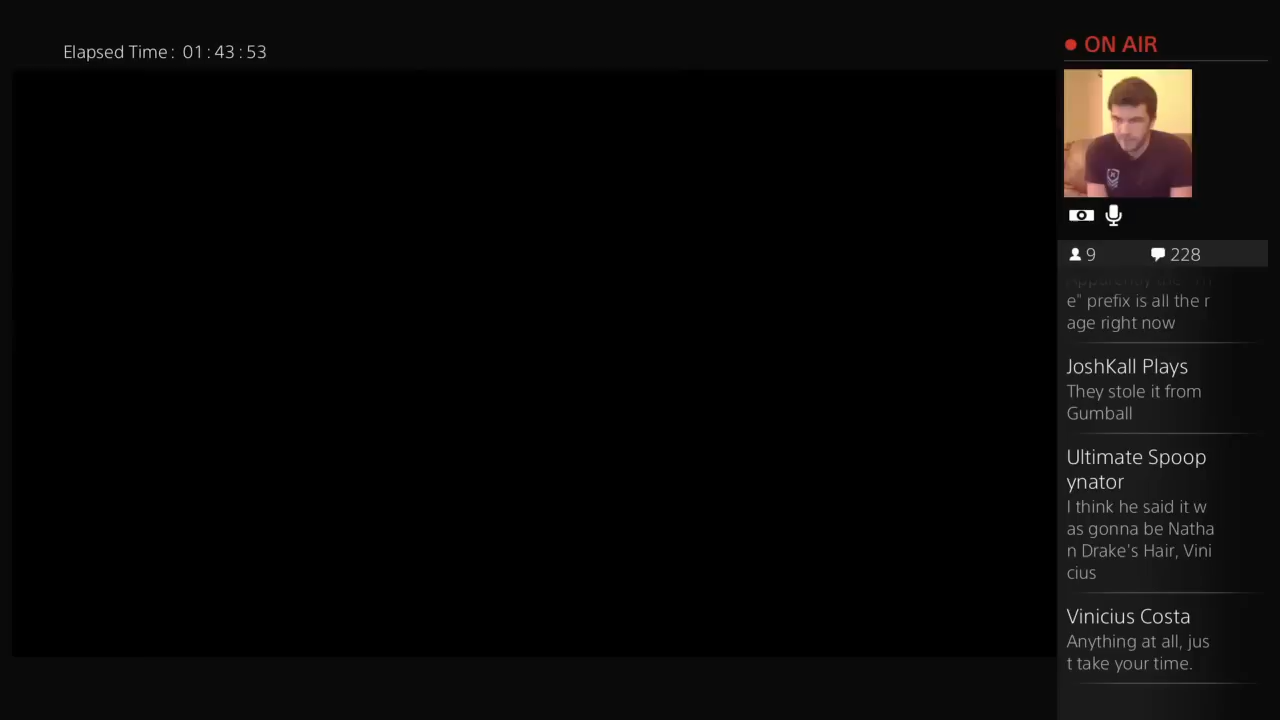 Elapsed Time: 01:43:53
ON AIR
9 228
e" prefix is all the r
age right now
JoshKall Plays
They stole it from
Gumball
Ultimate Spoop
ynator
I think he said it w
as gonna be Natha
n Drake's Hair, Vini
cius
Vinicius Costa
Anything at all, jus
t take your time.